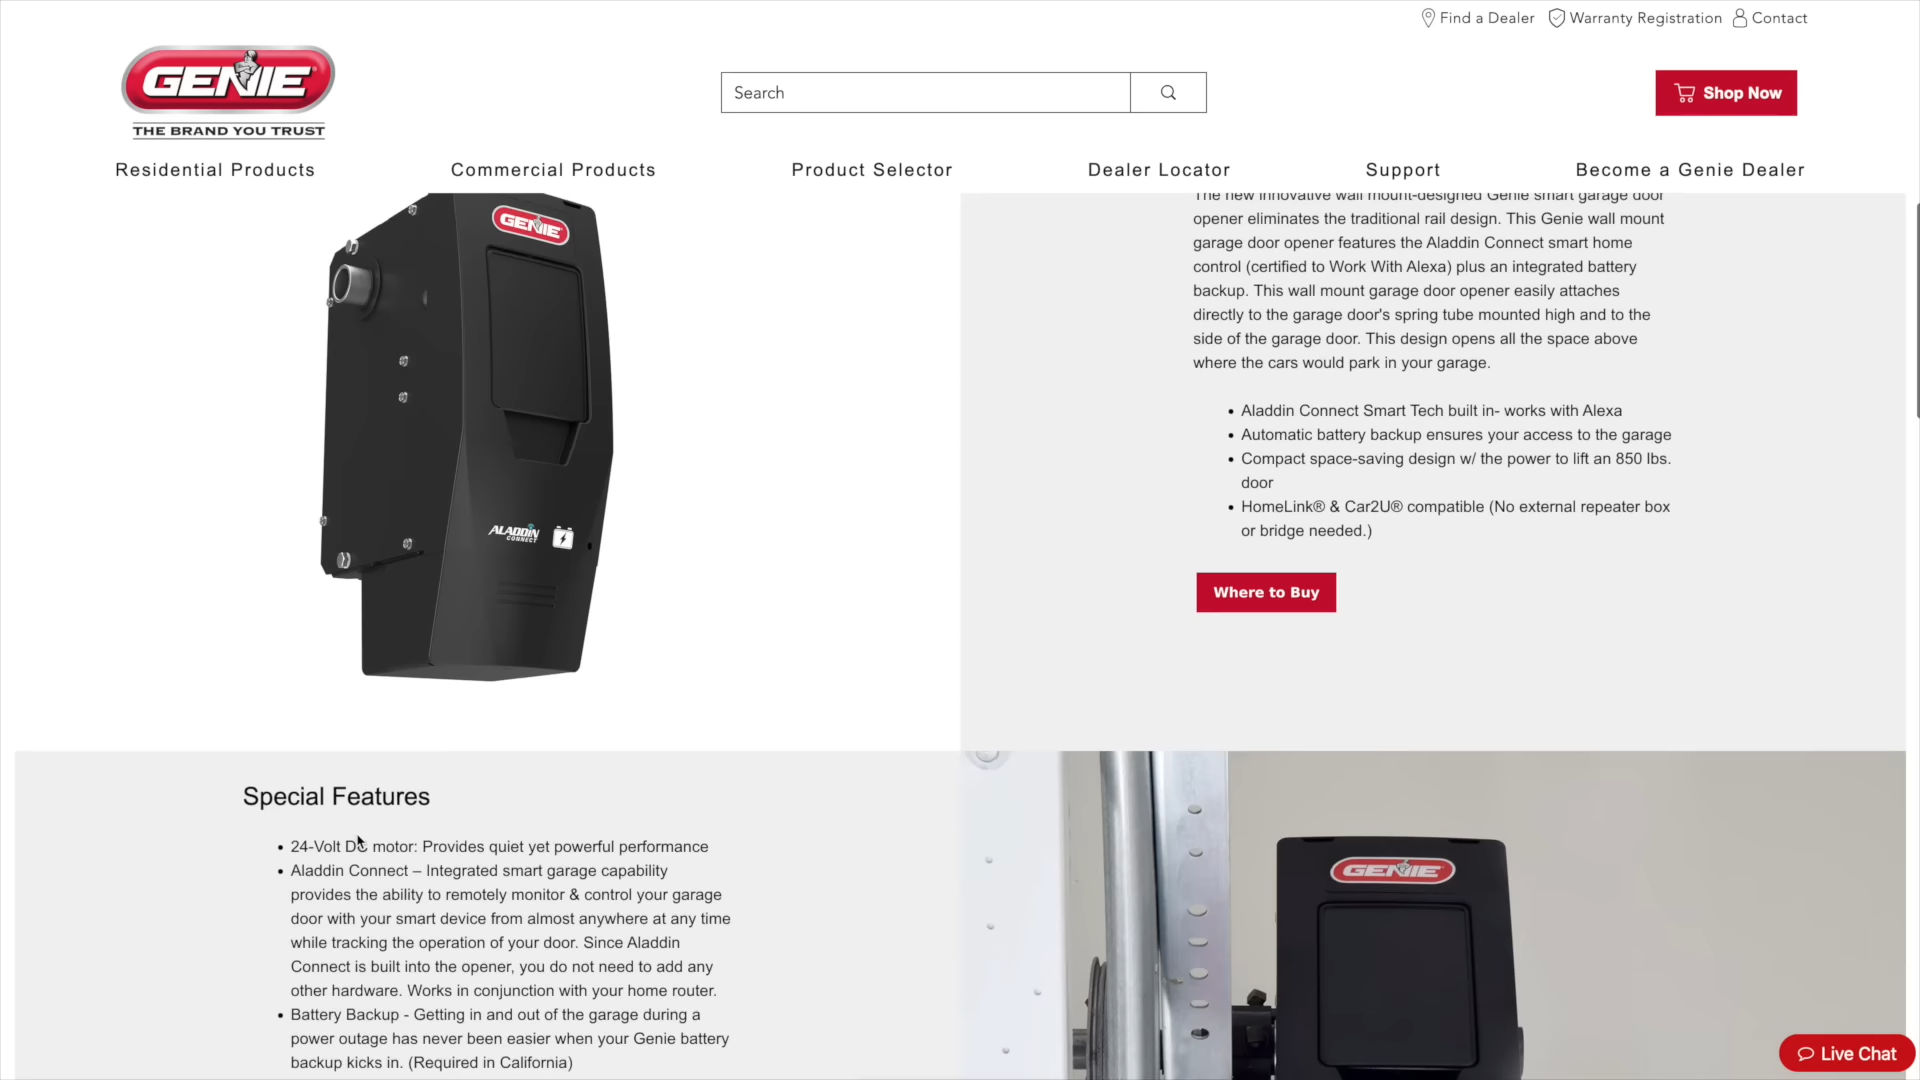 Find a Dealer
Warranty Registration
Contact
GENIE
THE BRAND YOU TRUST
Search
Shop Now
Residential Products
Commercial Products
Product Selector
Dealer Locator
Support
Become a Genie Dealer
GENIE
ALADDIN
CONNECT
The new innovative wall mount-designed Genie smart garage door
opener eliminates the traditional rail design. This Genie wall mount
garage door opener features the Aladdin Connect smart home
control (certified to Work With Alexa) plus an integrated battery
backup. This wall mount garage door opener easily attaches
directly to the garage door's spring tube mounted high and to the
side of the garage door. This design opens all the space above
where the cars would park in your garage.
• Aladdin Connect Smart Tech built in- works with Alexa
• Automatic battery backup ensures your access to the garage
• Compact space-saving design w/ the power to lift an 850 lbs.
door
• HomeLink® & Car2U® compatible (No external repeater box
or bridge needed.)
Where to Buy
Special Features
• 24-Volt DC motor: Provides quiet yet powerful performance
• Aladdin Connect – Integrated smart garage capability
provides the ability to remotely monitor & control your garage
door with your smart device from almost anywhere at any time
while tracking the operation of your door. Since Aladdin
Connect is built into the opener, you do not need to add any
other hardware. Works in conjunction with your home router.
• Battery Backup - Getting in and out of the garage during a
power outage has never been easier when your Genie battery
backup kicks in. (Required in California)
GENIE
Live Chat